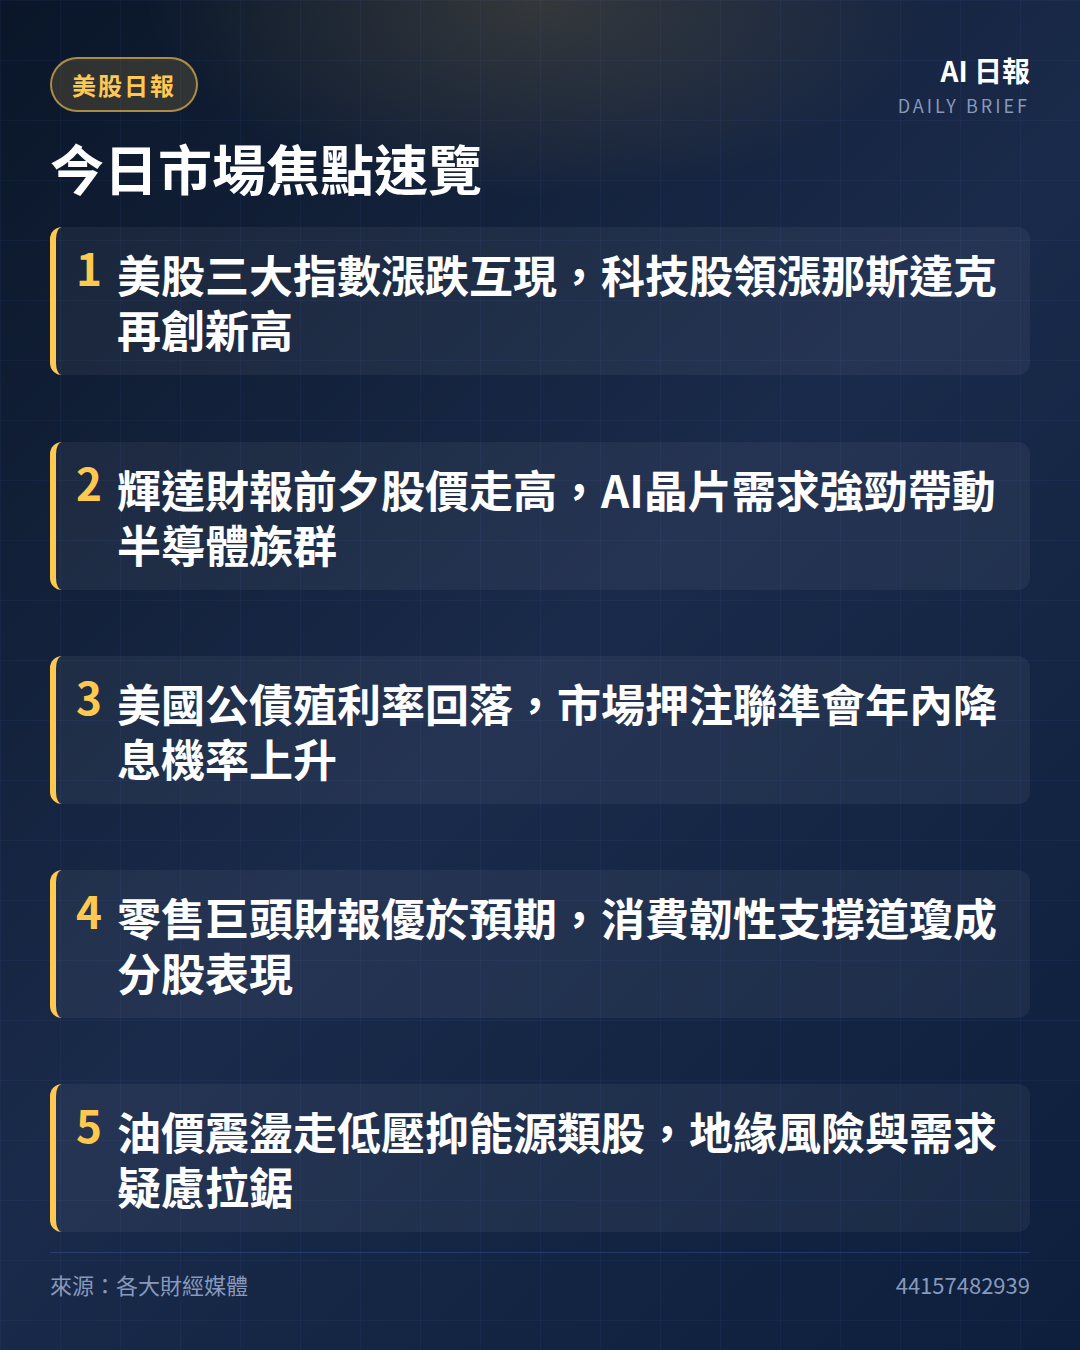 美股日報
AI 日報
DAILY BRIEF
今日市場焦點速覽
1 美股三大指數漲跌互現，科技股領漲那斯達克
再創新高
2 輝達財報前夕股價走高，AI晶片需求強勁帶動
半導體族群
3 美國公債殖利率回落，市場押注聯準會年內降
息機率上升
4 零售巨頭財報優於預期，消費韌性支撐道瓊成
分股表現
5 油價震盪走低壓抑能源類股，地緣風險與需求
疑慮拉鋸
來源：各大財經媒體
44157482939